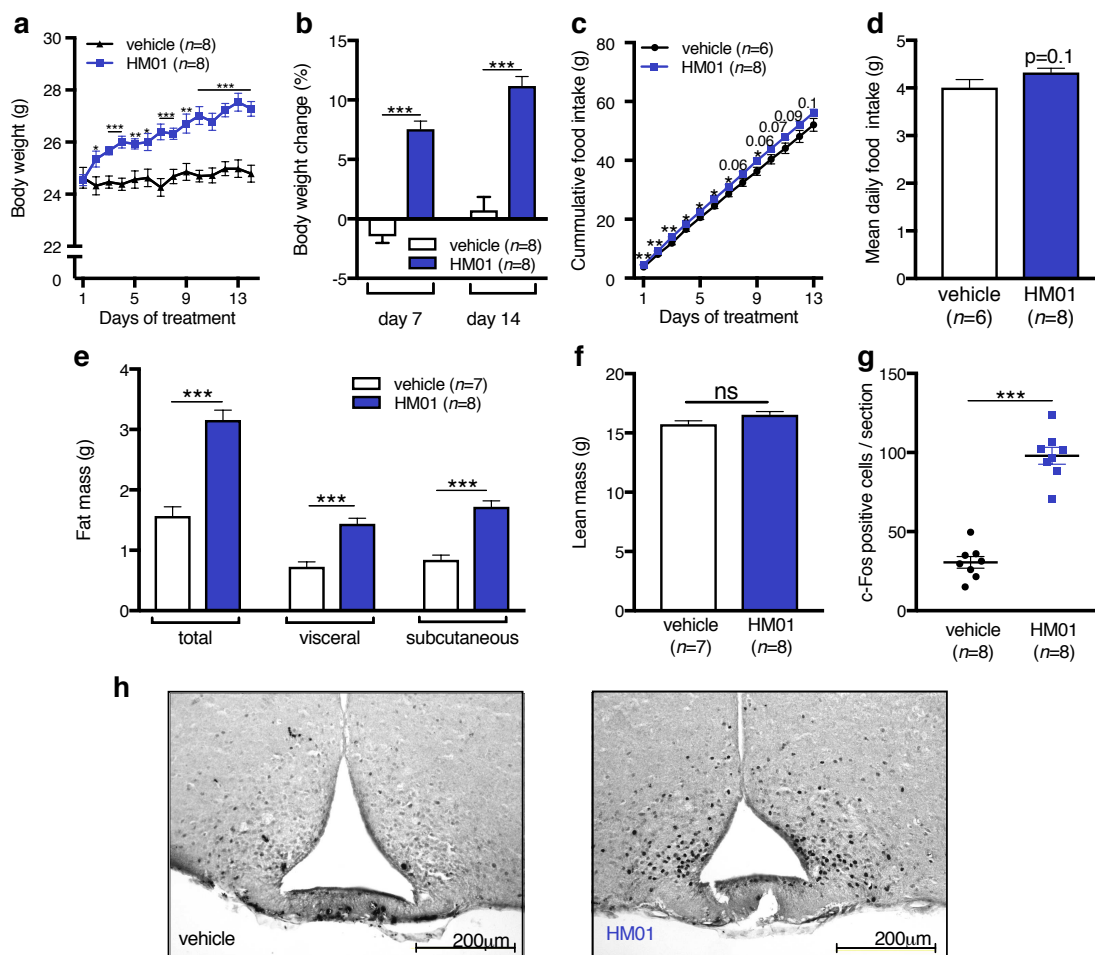 a
vehicle (n=8)
HM01 (n=8)
Body weight (g)
30
28
26
24
22
0
*
***
**
*
***
**
***
1
5
9
13
Days of treatment
b
Body weight change (%)
15
10
5
0
-5
***
***
vehicle (n=8)
HM01 (n=8)
day 7
day 14
c
vehicle (n=6)
HM01 (n=8)
Cummulative food intake (g)
80
60
40
20
0
**
**
**
*
*
*
*
0.06
*
0.06
0.07
0.09
0.1
1
5
9
13
Days of treatment
d
Mean daily food intake (g)
5
4
3
2
1
0
p=0.1
vehicle
(n=6)
HM01
(n=8)
e
Fat mass (g)
4
3
2
1
0
***
***
***
vehicle (n=7)
HM01 (n=8)
total
visceral
subcutaneous
f
Lean mass (g)
20
15
10
5
0
ns
vehicle
(n=7)
HM01
(n=8)
g
c-Fos positive cells / section
150
100
50
0
***
vehicle
(n=8)
HM01
(n=8)
h
vehicle
200μm
HM01
200μm